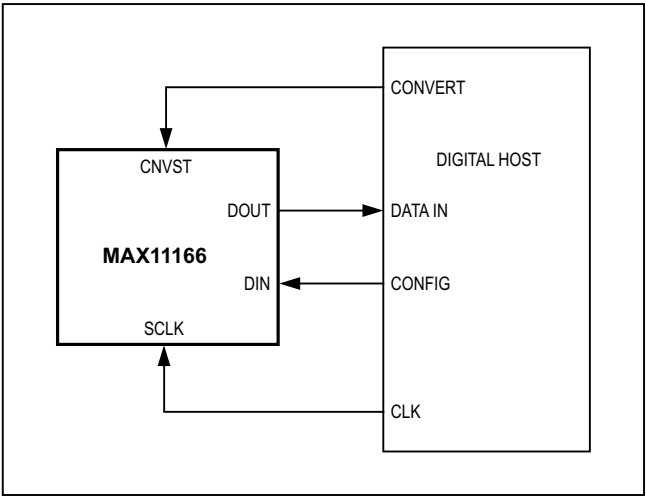 CONVERT
CNVST
DIGITAL HOST
DOUT
DATA IN
MAX11166
DIN
CONFIG
SCLK
CLK